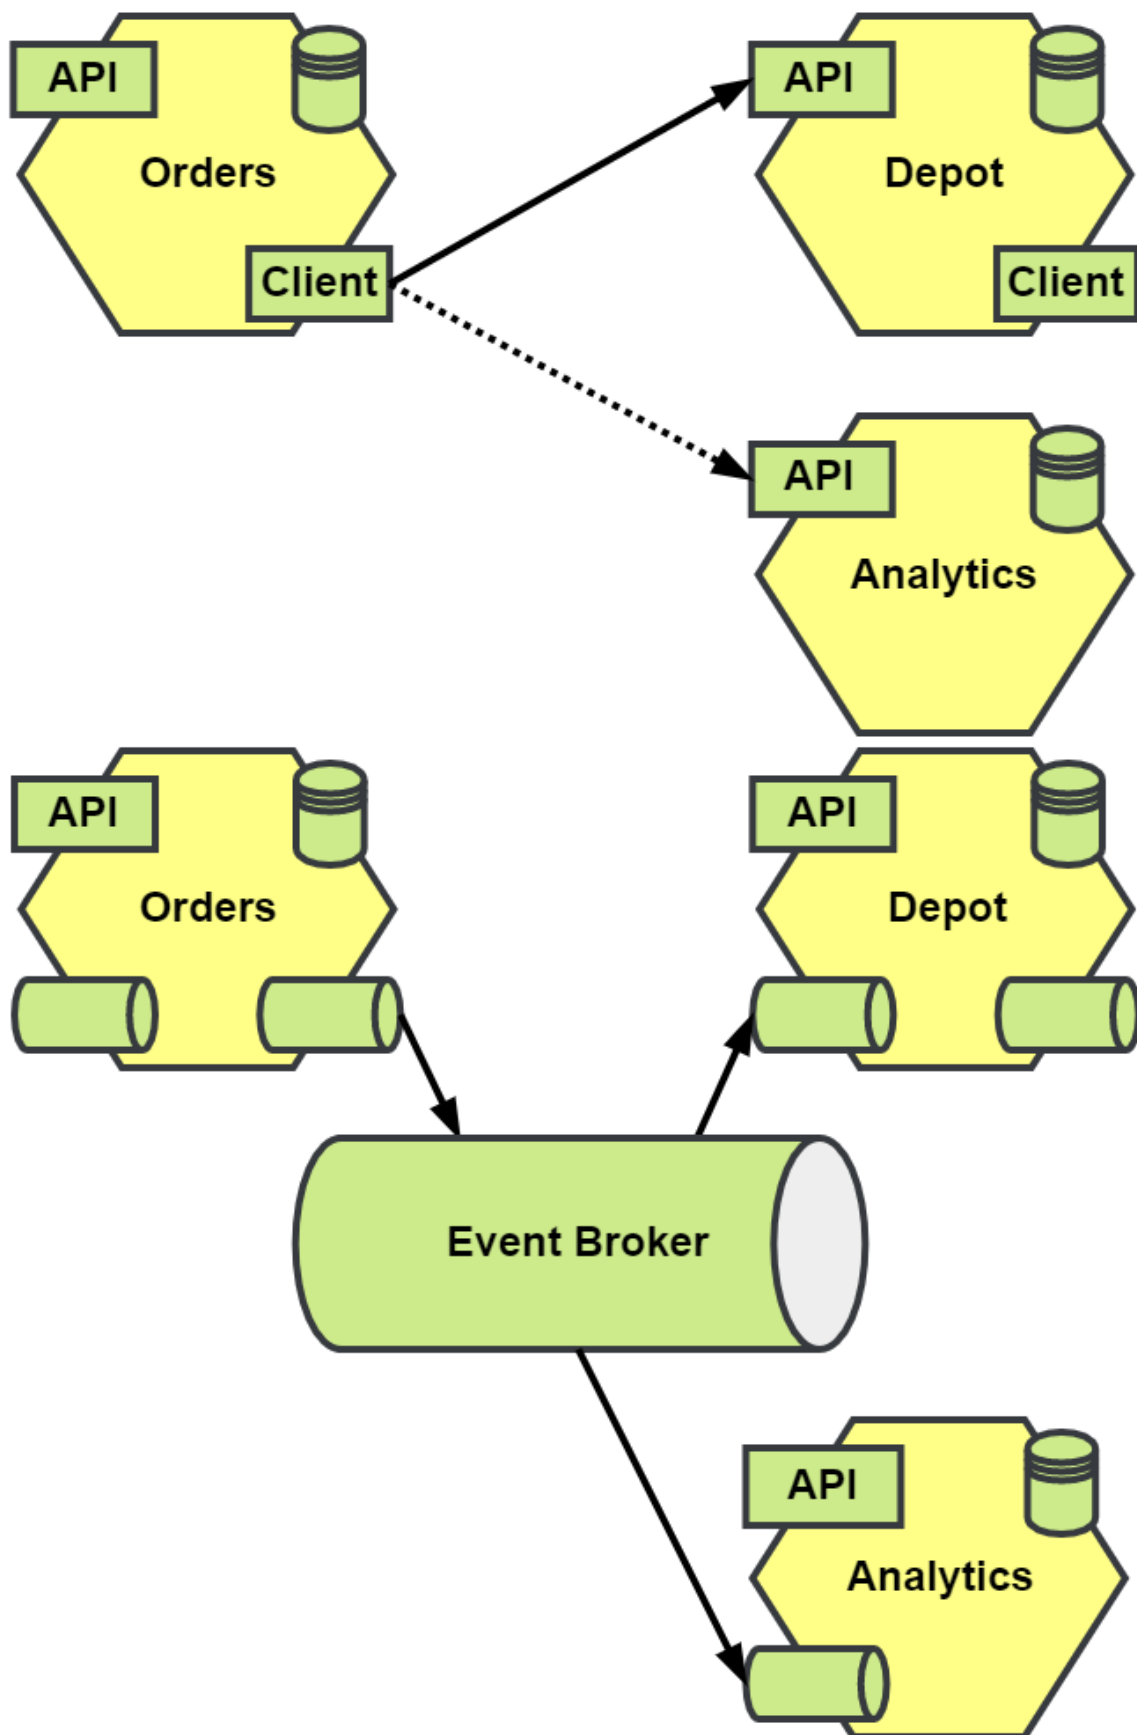 API
API
Orders
Depot
Client
Client
API
Analytics
API
API
Orders
Depot
Event Broker
API
Analytics